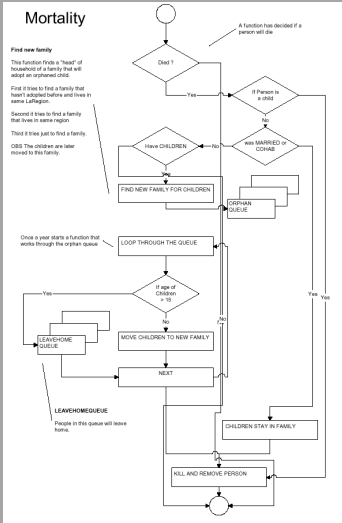 Mortality
A function has decided if a
person will die
Find new family
This function finds a "head" of
household of a family that will
adopt an orphaned child.
First it tries to find a family that
hasn't adopted before and lives in
same LaRegion.
Second it tries to find a family
that lives in same region
Third it tries just to find a family.
OBS The children are later
moved to this family.
Died ?
Yes
If Person is
a child
No
was MARRIED or
COHAB
No
Have CHILDREN
Yes
FIND NEW FAMILY FOR CHILDREN
ORPHAN
QUEUE
Once a year starts a function that
works through the orphan queue
LOOP THROUGH THE QUEUE
If age of
Children
> 15
Yes
No
Yes
Yes
No
LEAVEHOME
QUEUE
MOVE CHILDREN TO NEW FAMILY
NEXT
LEAVEHOMEQUEUE
People in this queue will leave
home.
CHILDREN STAY IN FAMILY
KILL AND REMOVE PERSON